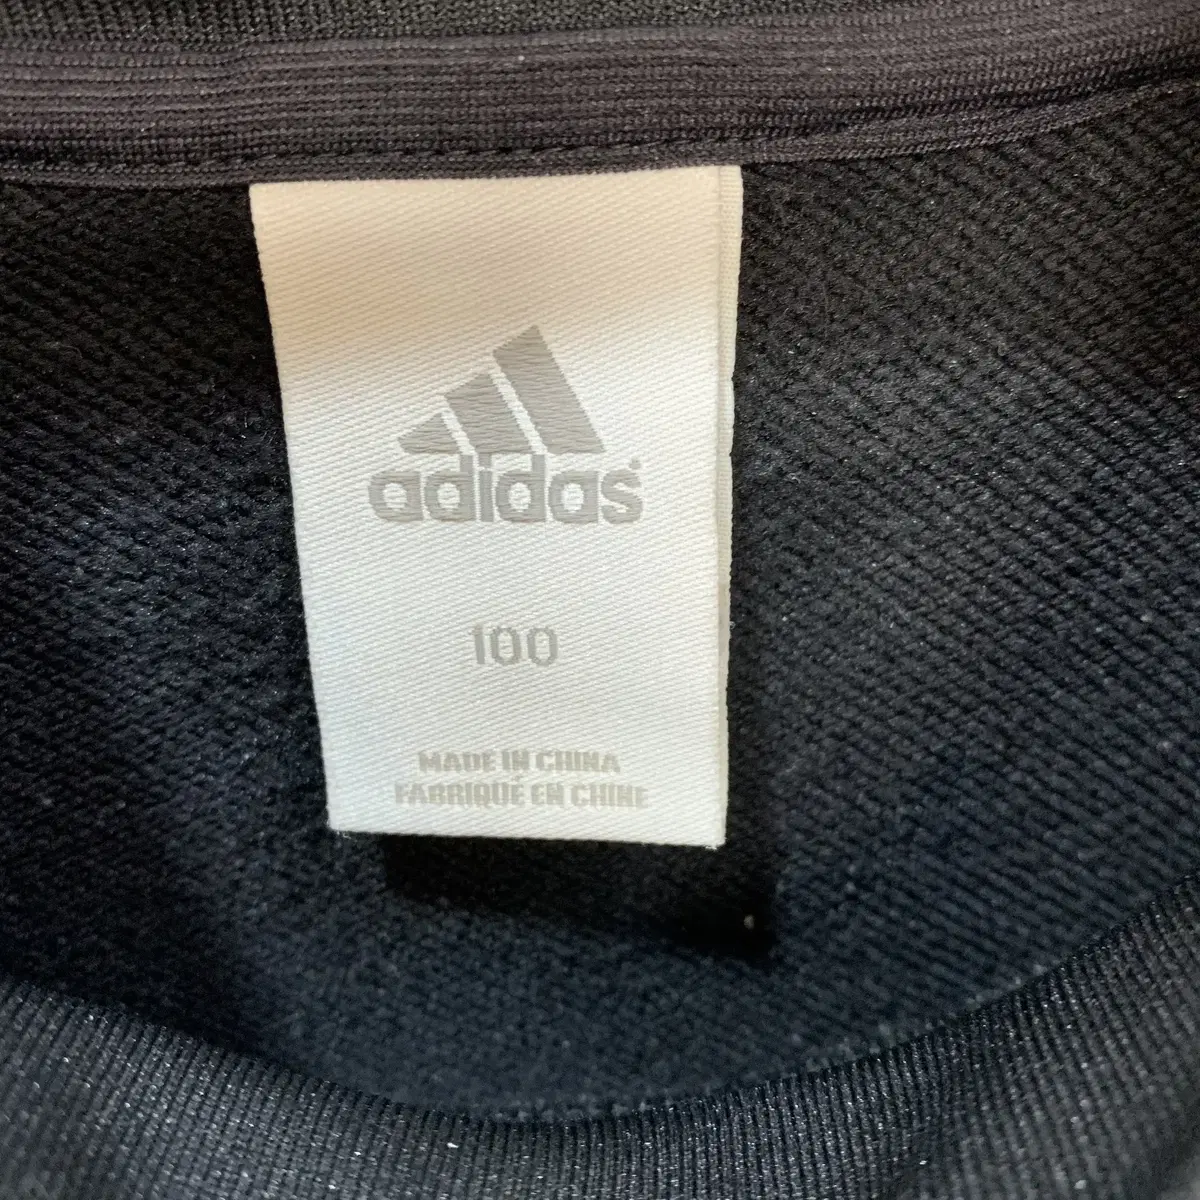 adidas
100
MADE IN CHINA
FABRIQUÉ EN CHINE